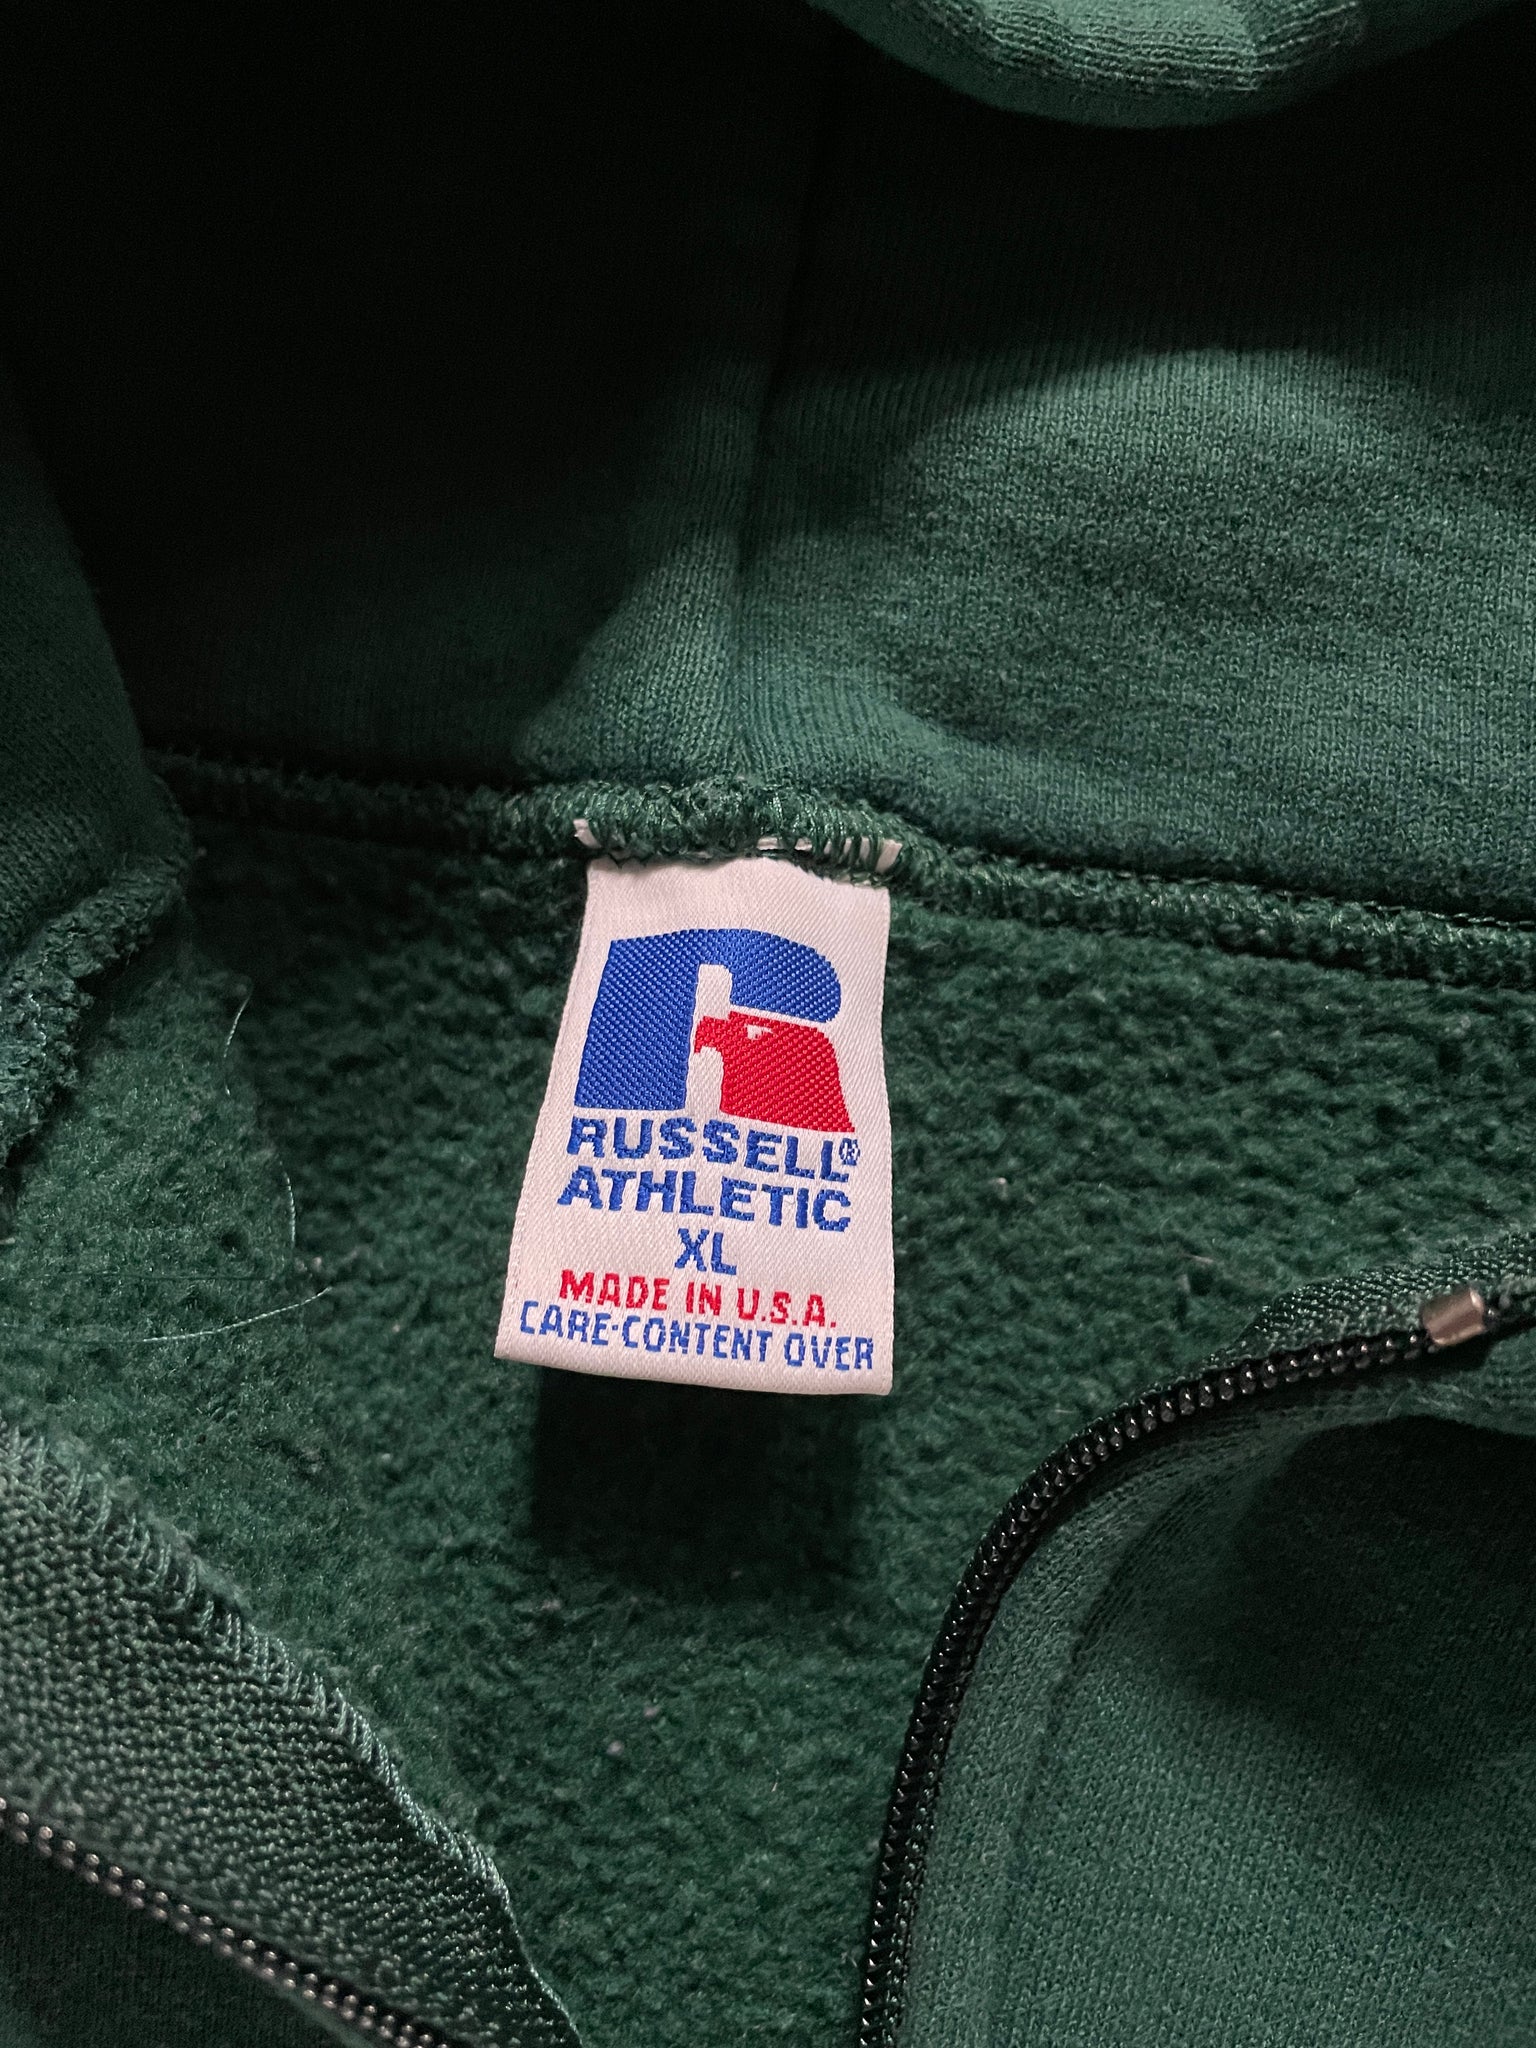 RUSSELL®
ATHLETIC
XL
MADE IN U.S.A.
CARE-CONTENT OVER